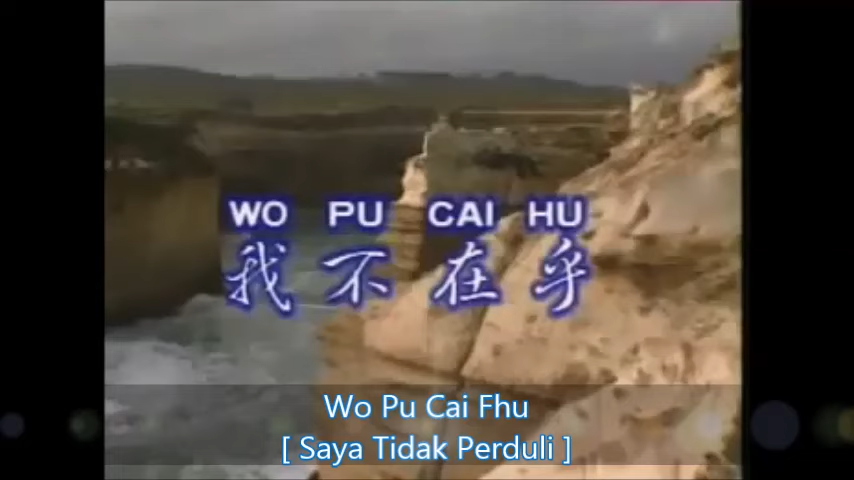 WO PU CAI HU
我不在乎
Wo Pu Cai Fhu
[ Saya Tidak Perduli ]